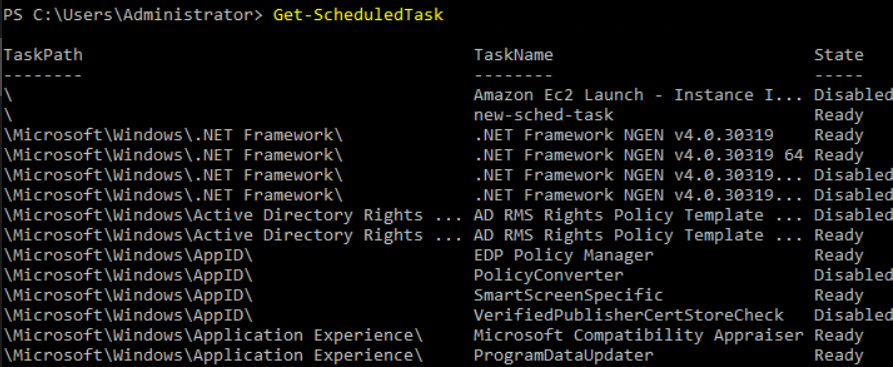 PS C:\Users\Administrator> Get-ScheduledTask
TaskPath TaskName State
-------- -------- -----
\ Amazon Ec2 Launch - Instance I... Disabled
\ new-sched-task Ready
\Microsoft\Windows\.NET Framework\ .NET Framework NGEN v4.0.30319 Ready
\Microsoft\Windows\.NET Framework\ .NET Framework NGEN v4.0.30319 64 Ready
\Microsoft\Windows\.NET Framework\ .NET Framework NGEN v4.0.30319... Disabled
\Microsoft\Windows\.NET Framework\ .NET Framework NGEN v4.0.30319... Disabled
\Microsoft\Windows\Active Directory Rights ... AD RMS Rights Policy Template ... Disabled
\Microsoft\Windows\Active Directory Rights ... AD RMS Rights Policy Template ... Ready
\Microsoft\Windows\AppID\ EDP Policy Manager Ready
\Microsoft\Windows\AppID\ PolicyConverter Disabled
\Microsoft\Windows\AppID\ SmartScreenSpecific Ready
\Microsoft\Windows\AppID\ VerifiedPublisherCertStoreCheck Disabled
\Microsoft\Windows\Application Experience\ Microsoft Compatibility Appraiser Ready
\Microsoft\Windows\Application Experience\ ProgramDataUpdater Ready